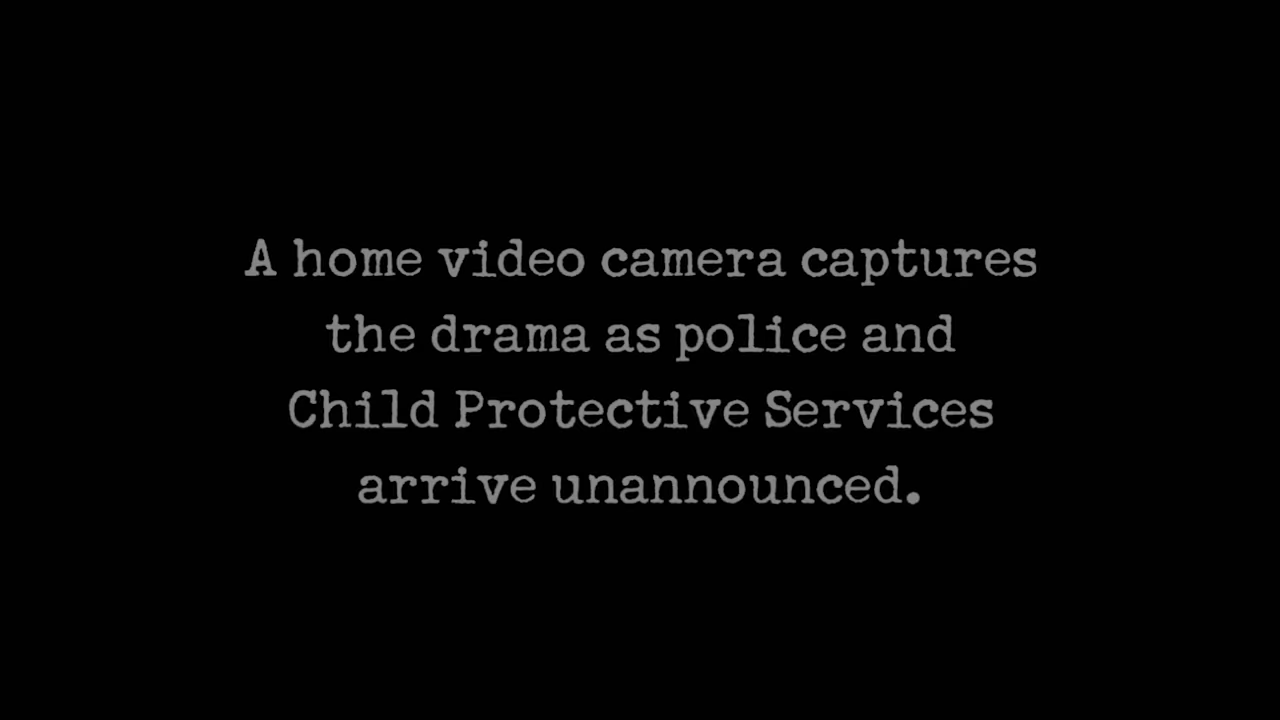 A home video camera captures
the drama as police and
Child Protective Services
arrive unannounced.